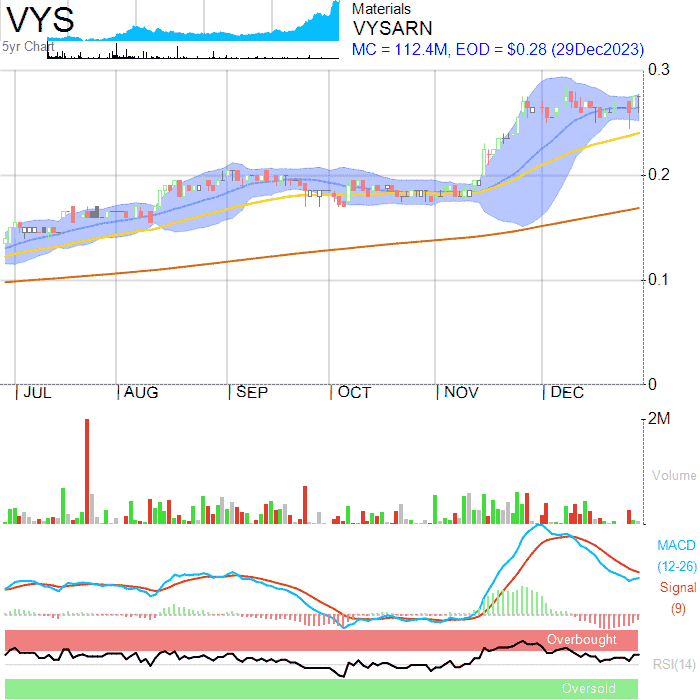 VYS
5yr Chart
Materials
VYSARN
MC = 112.4M, EOD = $0.28 (29Dec2023)
0.3
0.2
0.1
0
JUL AUG SEP OCT NOV DEC
2M
Volume
MACD
(12-26)
Signal
(9)
Overbought
RSI(14)
Oversold